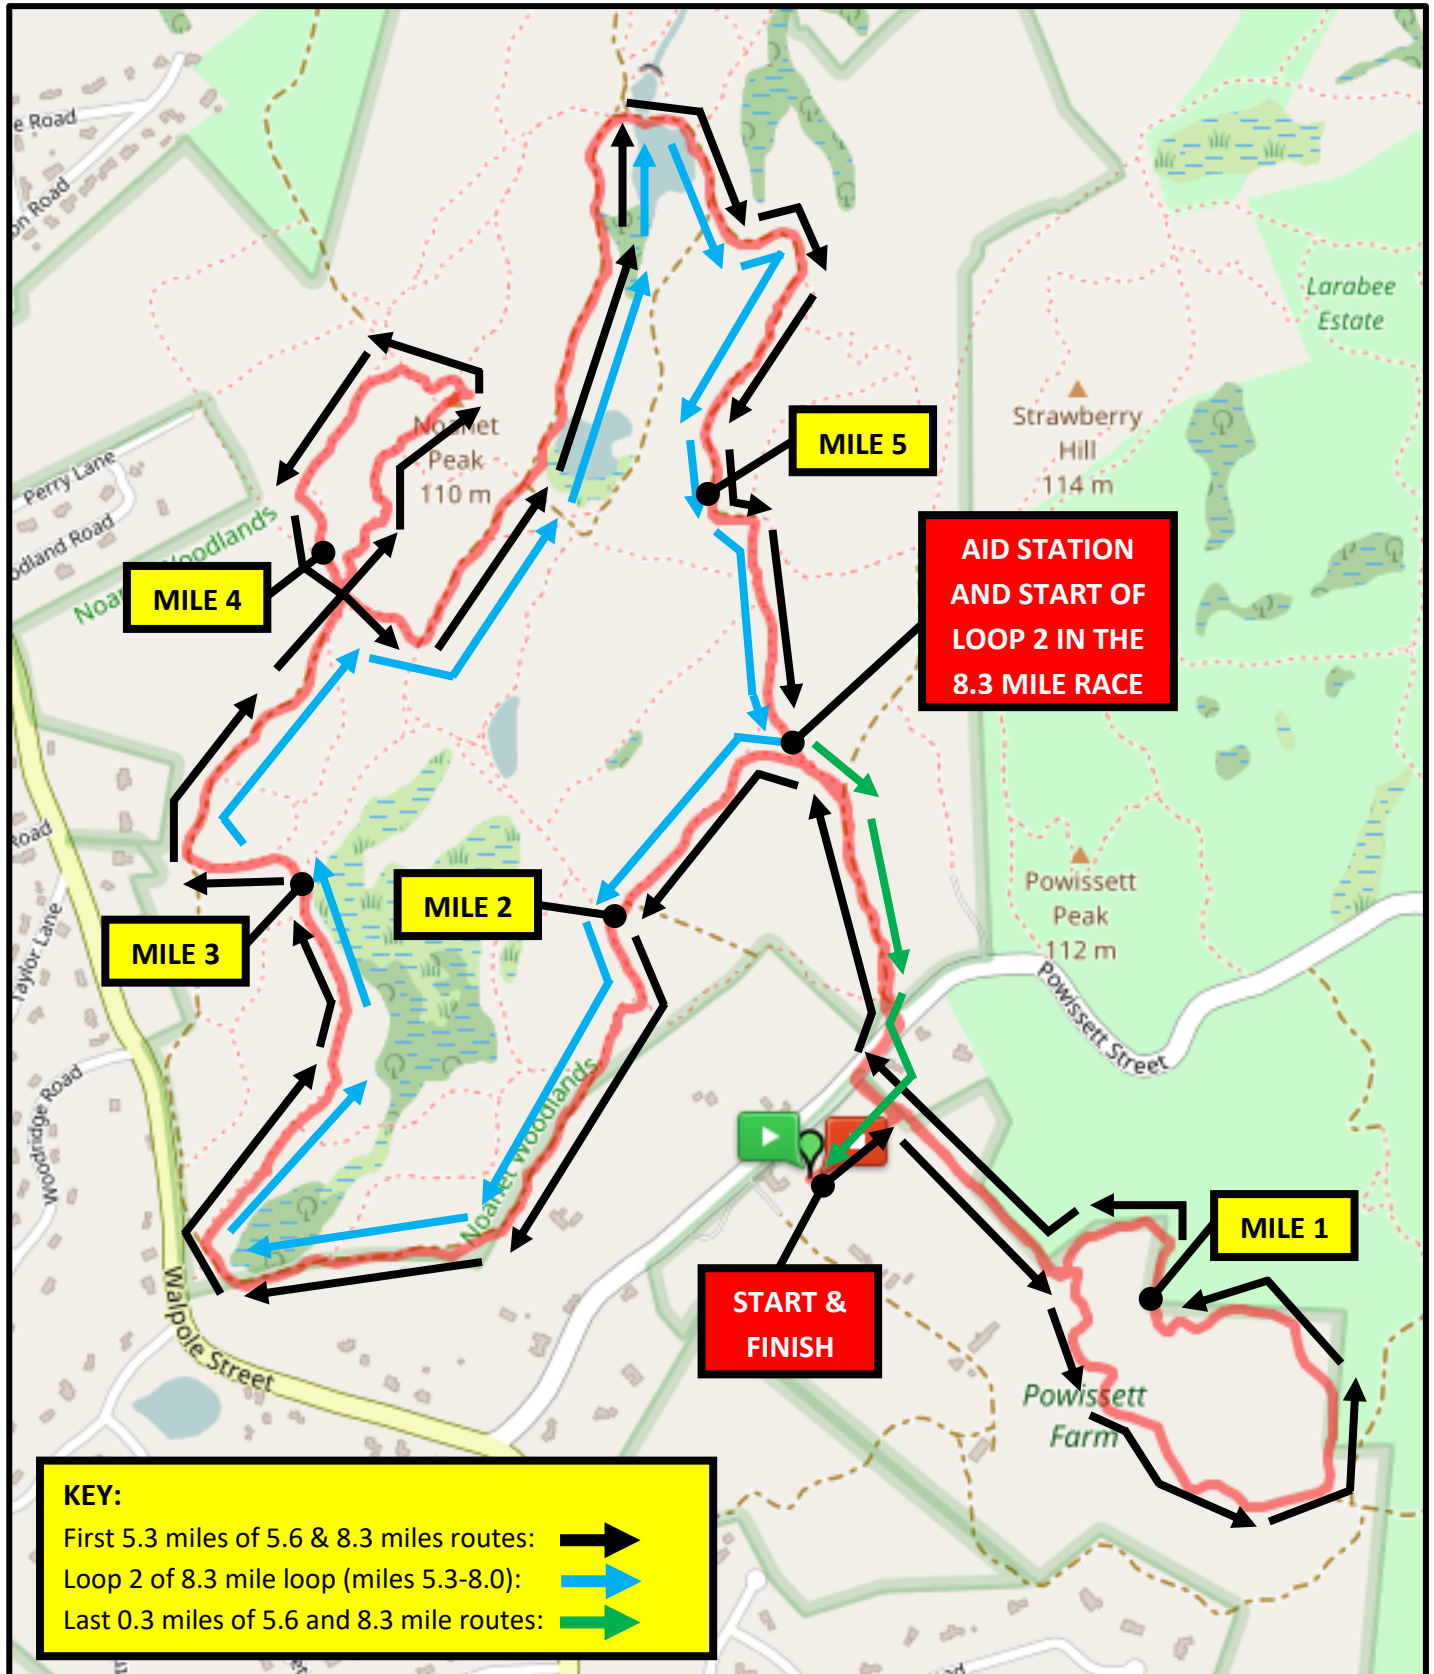 e Road
on Road
Larabee
Estate
Strawberry
Hill
114 m
Noanet
Peak
110 m
MILE 5
Perry Lane
odland Road
Woodlands
MILE 4
AID STATION
AND START OF
LOOP 2 IN THE
8.3 MILE RACE
Road
Taylor Lane
MILE 2
MILE 3
Powissett
Peak
112 m
Powissett Street
Woodridge Road
Noanet Woodlands
MILE 1
START &
FINISH
Walpole Street
Powissett
Farm
KEY:
First 5.3 miles of 5.6 & 8.3 miles routes:
Loop 2 of 8.3 mile loop (miles 5.3-8.0):
Last 0.3 miles of 5.6 and 8.3 mile routes: